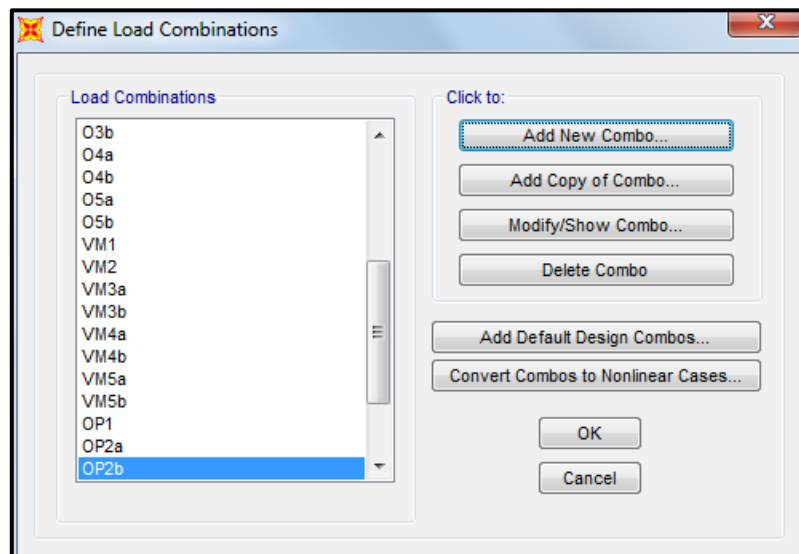 Define Load Combinations
Load Combinations
O3b
O4a
O4b
O5a
O5b
VM1
VM2
VM3a
VM3b
VM4a
VM4b
VM5a
VM5b
OP1
OP2a
OP2b
Click to:
Add New Combo...
Add Copy of Combo...
Modify/Show Combo...
Delete Combo
Add Default Design Combos...
Convert Combos to Nonlinear Cases...
OK
Cancel